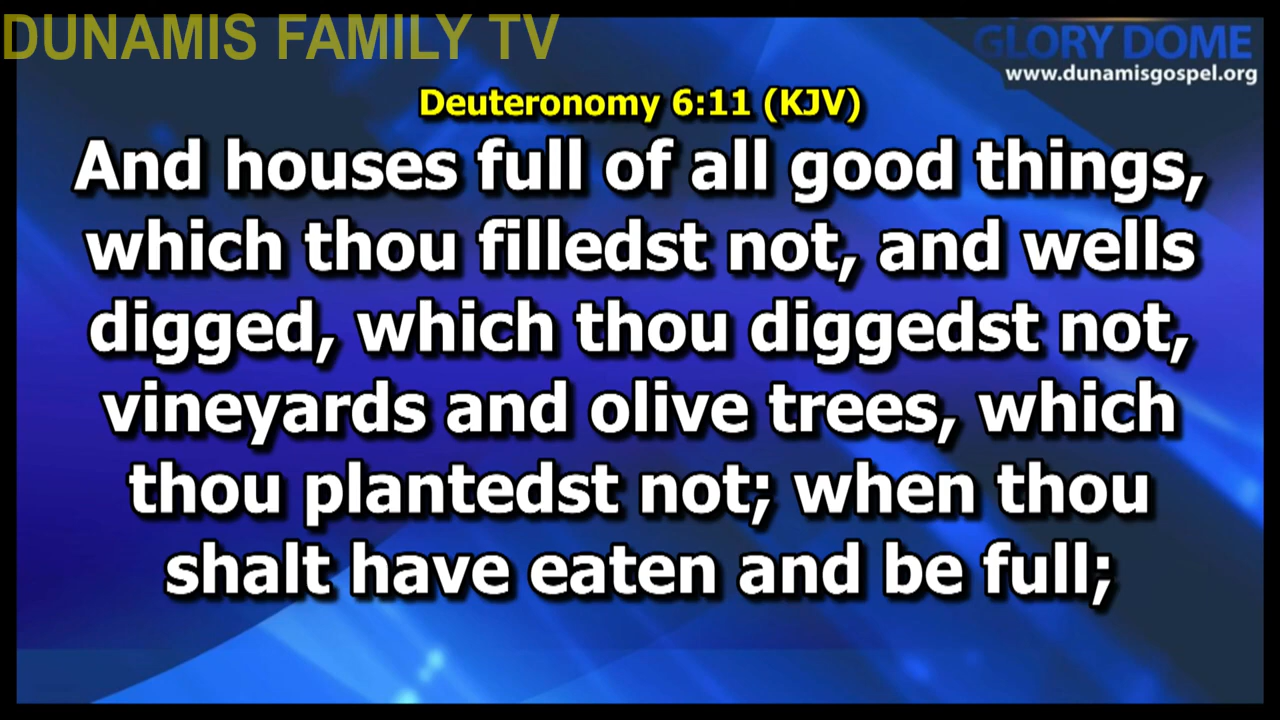 DUNAMIS FAMILY TV
GLORY DOME
www.dunamisgospel.org
Deuteronomy 6:11 (KJV)
And houses full of all good things,
which thou filledst not, and wells
digged, which thou diggedst not,
vineyards and olive trees, which
thou plantedst not; when thou
shalt have eaten and be full;